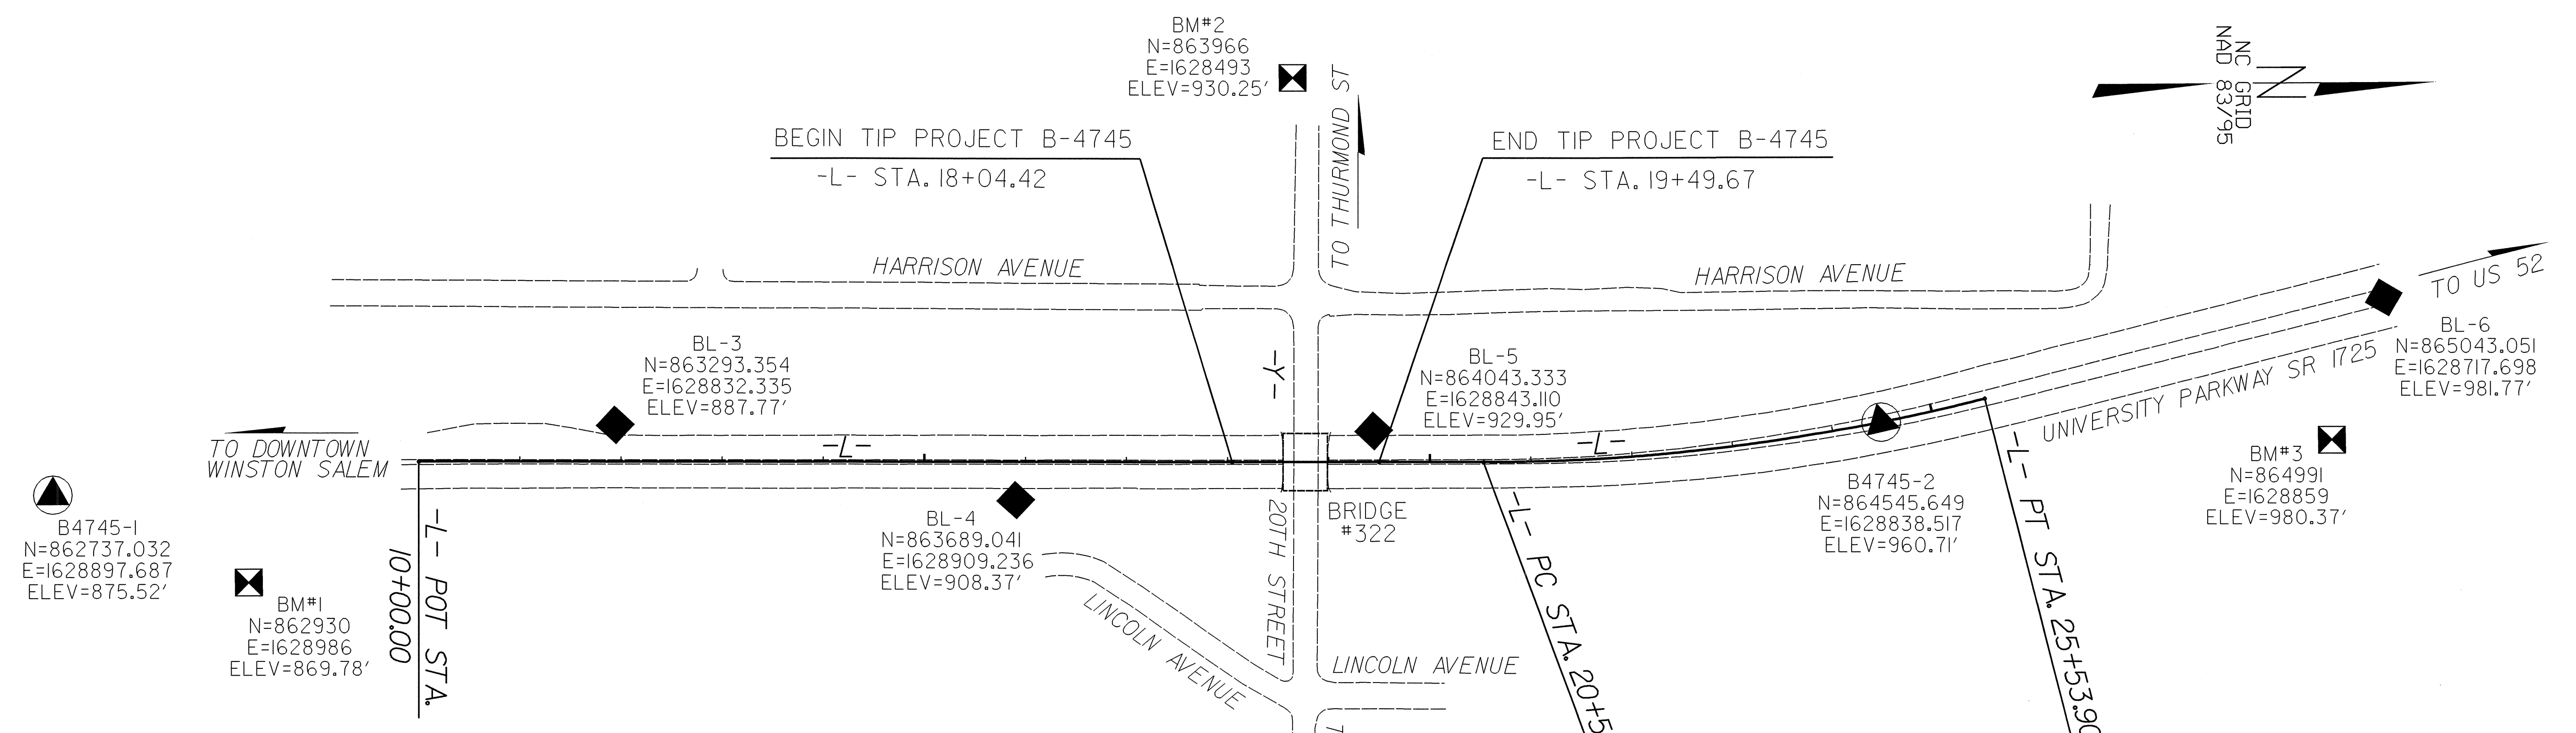 BM#2
N=863966
E=1628493
ELEV=930.25'
TO THURMOND ST
NC GRID
NAD 83/95
BEGIN TIP PROJECT B-4745
-L- STA. 18+04.42
END TIP PROJECT B-4745
-L- STA. 19+49.67
HARRISON AVENUE
HARRISON AVENUE
TO US 52
BL-3
N=863293.354
E=1628832.335
ELEV=887.77'
-Y-
BL-5
N=864043.333
E=1628843.110
ELEV=929.95'
BL-6
N=865043.051
E=1628717.698
ELEV=981.77'
UNIVERSITY PARKWAY SR 1725
TO DOWNTOWN
WINSTON SALEM
-L-
-L-
B4745-1
N=862737.032
E=1628897.687
ELEV=875.52'
BM#1
N=862930
E=1628986
ELEV=869.78'
-L- POT STA.
10+00.00
BL-4
N=863689.041
E=1628909.236
ELEV=908.37'
20TH STREET
BRIDGE
#322
B4745-2
N=864545.649
E=1628838.517
ELEV=960.71'
BM#3
N=864991
E=1628859
ELEV=980.37'
-L- PC STA. 20+5
-L- PT STA. 25+53.90
LINCOLN AVENUE
LINCOLN AVENUE